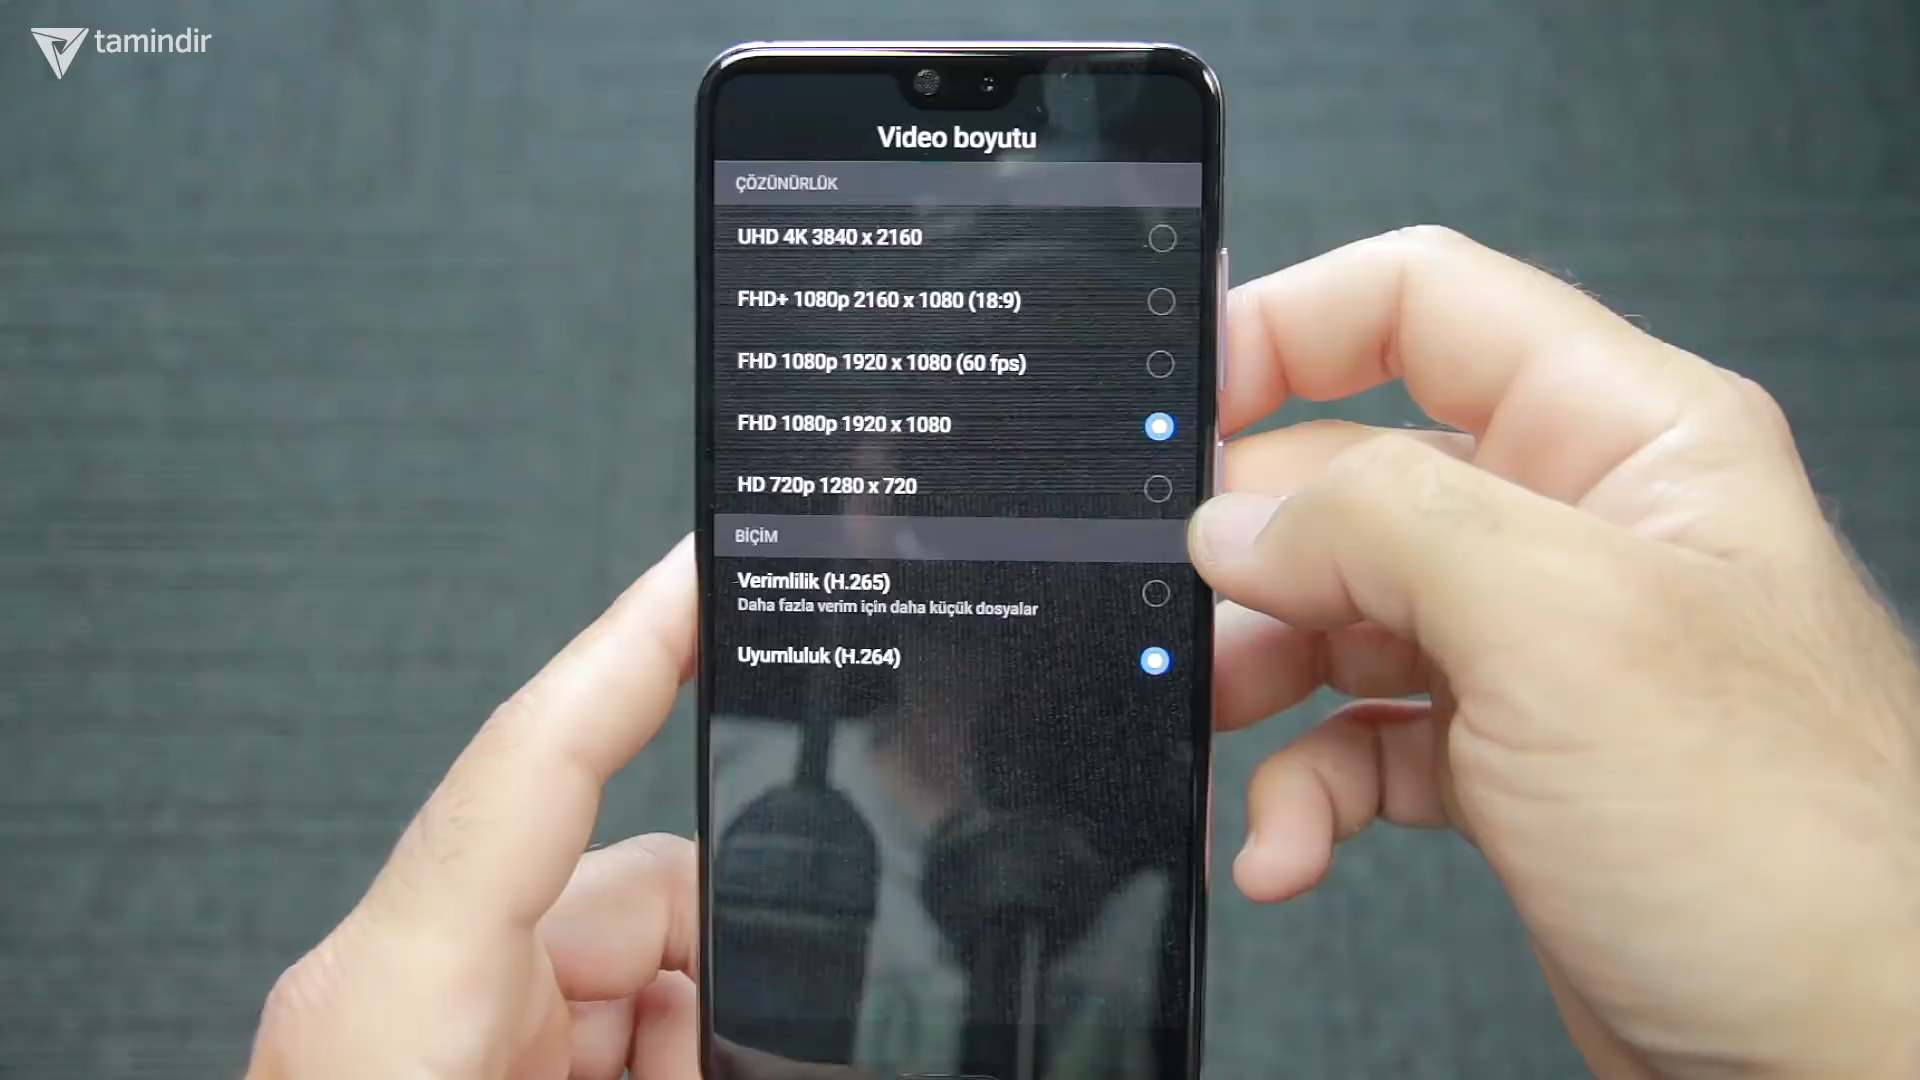 tamindir
Video boyutu
ÇÖZÜNÜRLÜK
UHD 4K 3840 x 2160
FHD+ 1080p 2160 x 1080 (18:9)
FHD 1080p 1920 x 1080 (60 fps)
FHD 1080p 1920 x 1080
HD 720p 1280 x 720
BİÇİM
Verimlilik (H.265)
Daha fazla verim için daha küçük dosyalar
Uyumluluk (H.264)